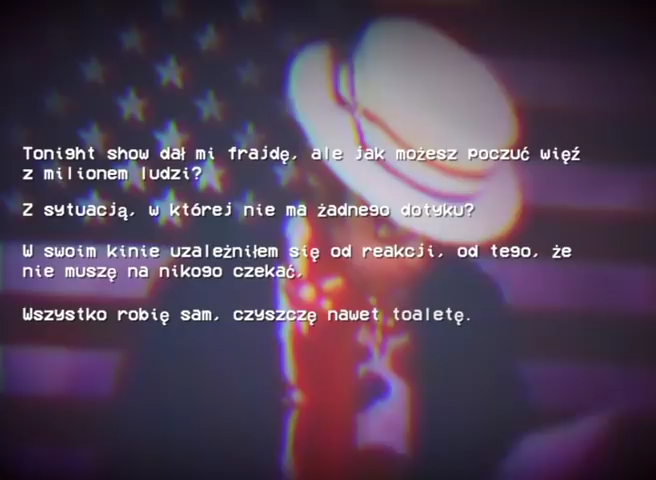 Tonight show dał mi frajdę, ale jak możesz poczuć więź
z milionem ludzi?
Z sytuacją, w której nie ma żadnego dotyku?
W swoim kinie uzależniłem się od reakcji, od tego, że
nie muszę na nikogo czekać,
Wszystko robię sam, czyszczę nawet toaletę.